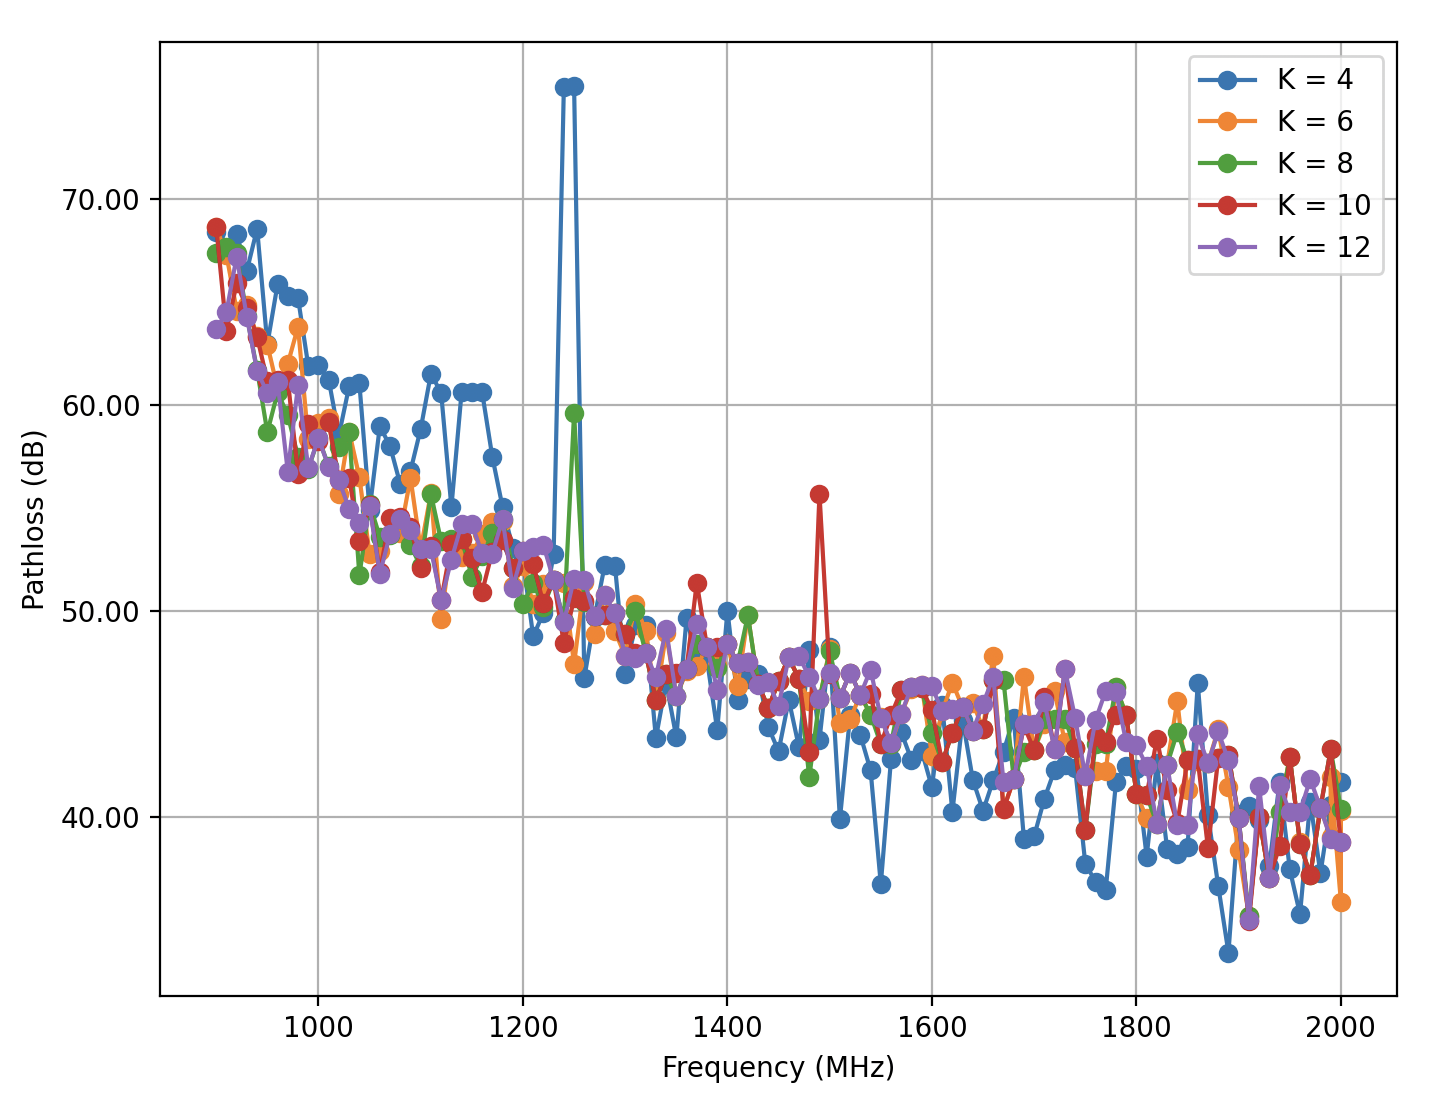 K = 4
K = 6
K = 8
K = 10
K = 12
70.00
60.00
50.00
40.00
Pathloss (dB)
1000 1200 1400 1600 1800 2000
Frequency (MHz)